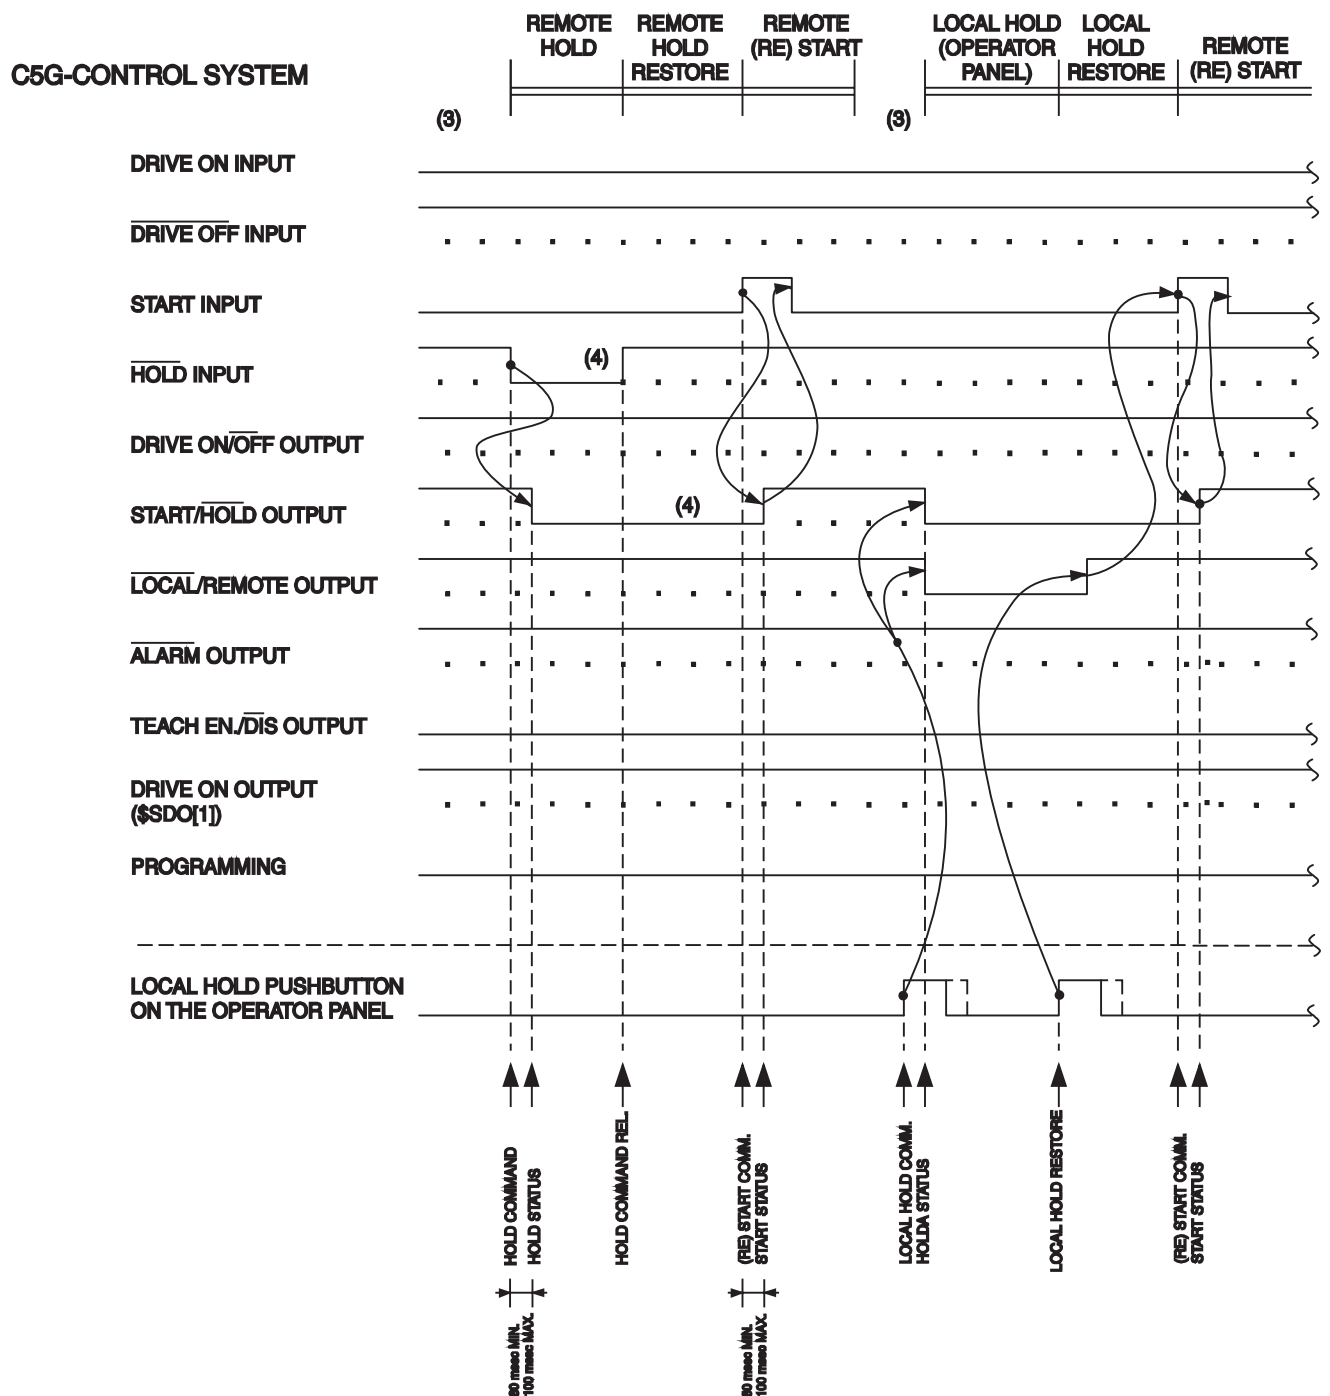 REMOTE
HOLD
REMOTE
HOLD
RESTORE
REMOTE
(RE) START
LOCAL HOLD
(OPERATOR
PANEL)
LOCAL
HOLD
RESTORE
REMOTE
(RE) START
C5G-CONTROL SYSTEM
(3)
(3)
DRIVE ON INPUT
DRIVE OFF INPUT
START INPUT
HOLD INPUT
(4)
DRIVE ON/OFF OUTPUT
START/HOLD OUTPUT
(4)
LOCAL/REMOTE OUTPUT
ALARM OUTPUT
TEACH EN./DIS OUTPUT
DRIVE ON OUTPUT
($SDO[1])
PROGRAMMING
LOCAL HOLD PUSHBUTTON
ON THE OPERATOR PANEL
HOLD COMMAND
HOLD STATUS
HOLD COMMAND REL.
(RE) START COMM.
START STATUS
LOCAL HOLD COMM.
HOLDA STATUS
LOCAL HOLD RESTORE
(RE) START COMM.
START STATUS
msec MIN.
100 msec MAX.
msec MIN.
100 msec MAX.